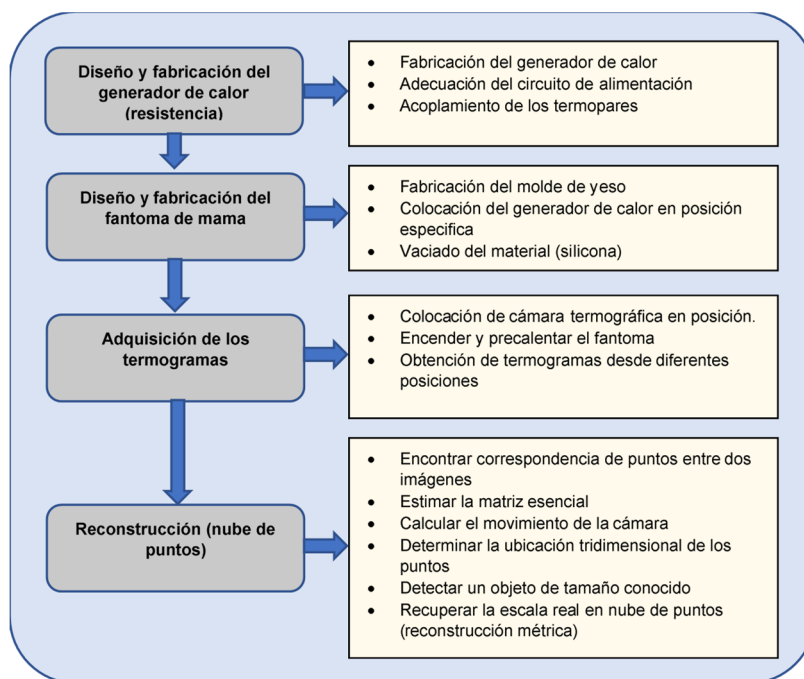 Diseño y fabricación del
generador de calor
(resistencia)
• Fabricación del generador de calor
• Adecuación del circuito de alimentación
• Acoplamiento de los termopares
Diseño y fabricación del
fantoma de mama
• Fabricación del molde de yeso
• Colocación del generador de calor en posición
especifica
• Vaciado del material (silicona)
Adquisición de los
termogramas
• Colocación de cámara termográfica en posición.
• Encender y precalentar el fantoma
• Obtención de termogramas desde diferentes
posiciones
Reconstrucción (nube de
puntos)
• Encontrar correspondencia de puntos entre dos
imágenes
• Estimar la matriz esencial
• Calcular el movimiento de la cámara
• Determinar la ubicación tridimensional de los
puntos
• Detectar un objeto de tamaño conocido
• Recuperar la escala real en nube de puntos
(reconstrucción métrica)